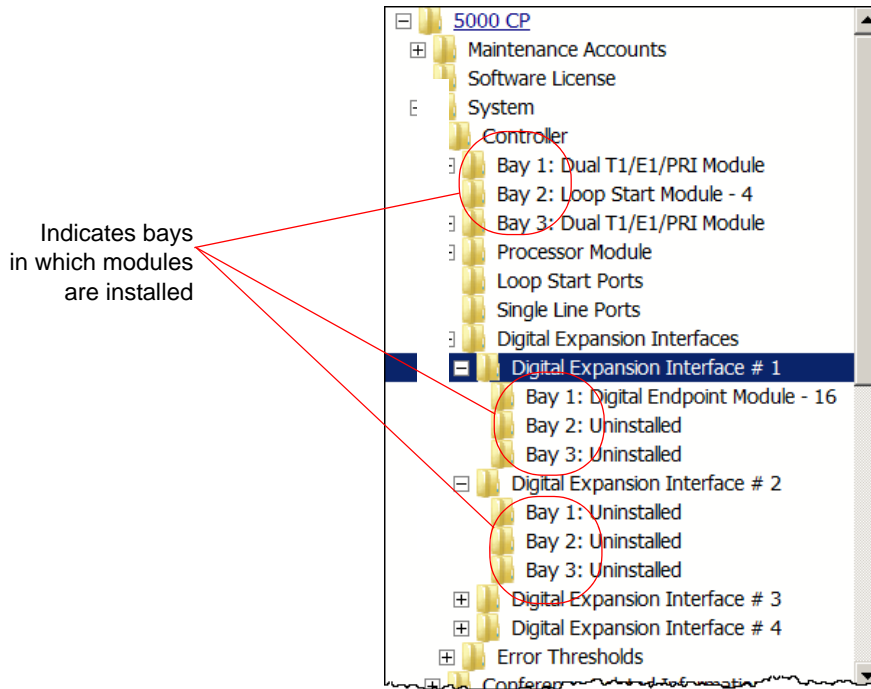 5000 CP
Maintenance Accounts
Software License
System
Controller
Bay 1: Dual T1/E1/PRI Module
Bay 2: Loop Start Module - 4
Bay 3: Dual T1/E1/PRI Module
Processor Module
Loop Start Ports
Single Line Ports
Digital Expansion Interfaces
Digital Expansion Interface # 1
Bay 1: Digital Endpoint Module - 16
Bay 2: Uninstalled
Bay 3: Uninstalled
Digital Expansion Interface # 2
Bay 1: Uninstalled
Bay 2: Uninstalled
Bay 3: Uninstalled
Digital Expansion Interface # 3
Digital Expansion Interface # 4
Error Thresholds
Indicates bays
in which modules
are installed